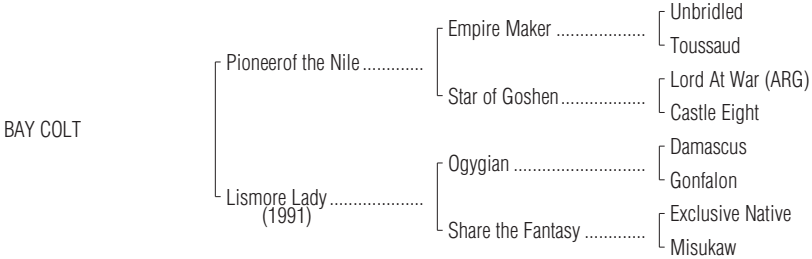 Unbridled
Empire Maker ....................
Toussaud
Pioneerof the Nile .............
Lord At War (ARG)
Star of Goshen...................
Castle Eight
BAY COLT
Damascus
Ogygian .............................
Gonfalon
Lismore Lady .....................
(1991)
Exclusive Native
Share the Fantasy .............
Misukaw